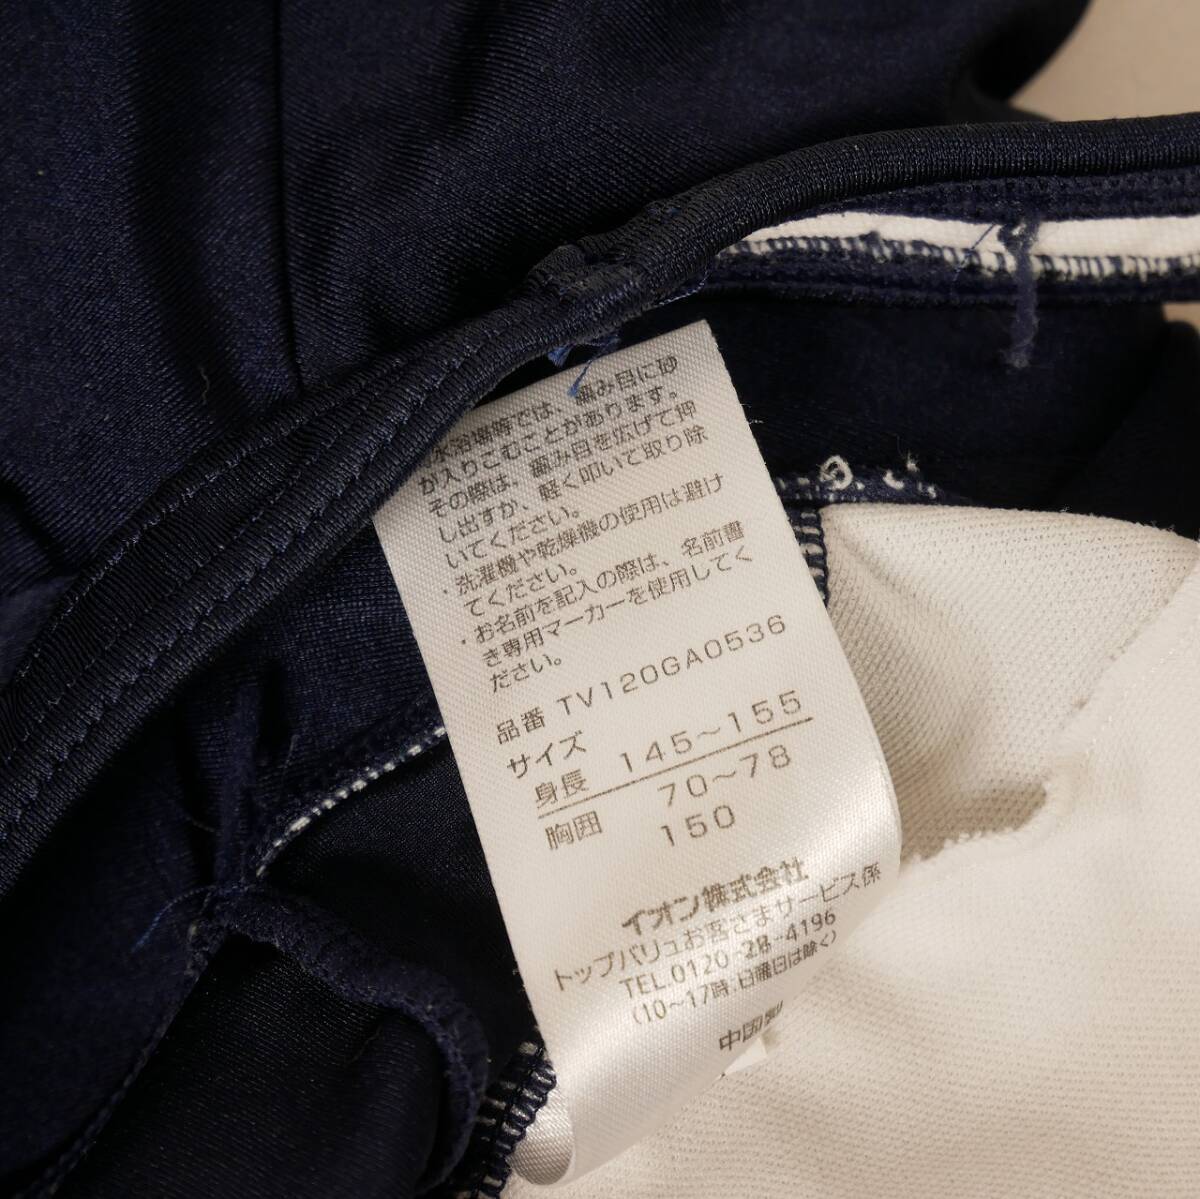 水浴場等では、編み目に砂
が入りこむことがあります。
その際は、編み目を広げて押
し出すか、軽く叩いて取り除
いてください。
・洗濯機や乾燥機の使用は避け
てください。
・お名前を記入の際は、名前書
き専用マーカーを使用してく
ださい。
品番 TV120GA0536
サイズ
身長 145~155
胸囲 70~78
150
イオン株式会社
トップバリュお客さまサービス係
TEL.0120-28-4196
(10~17時.日曜日は除く)
中国製